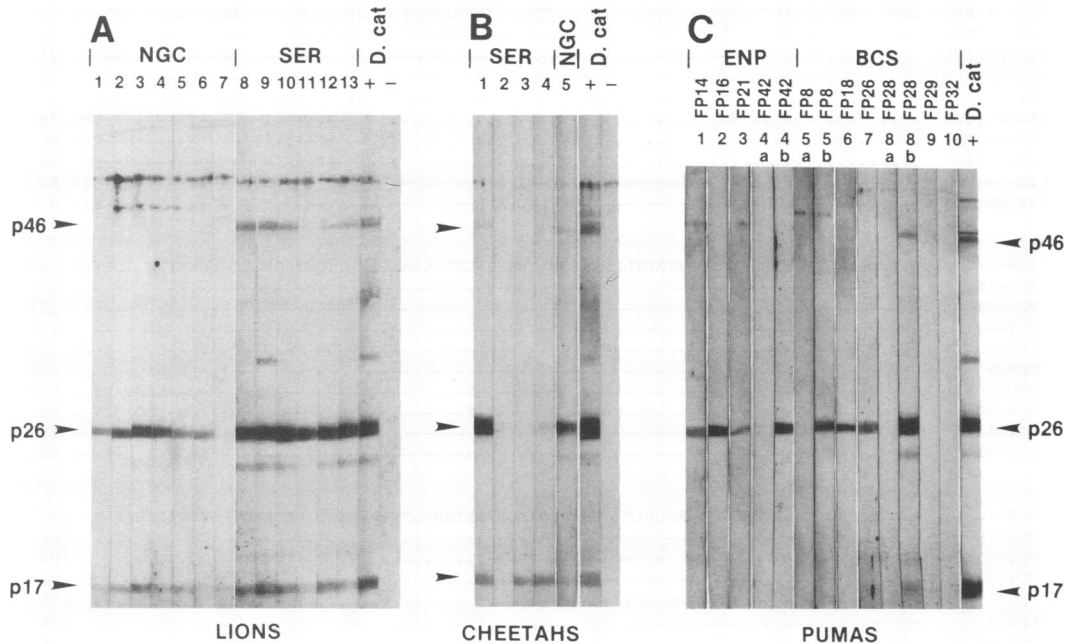 A
NGC SER D. cat
1 2 3 4 5 6 7 8 9 10 11 12 13 + −
p46
p26
p17
LIONS
B
SER NGC D. cat
1 2 3 4 5 + −
CHEETAHS
C
ENP BCS D. cat
FP14 FP16 FP21 FP42 FP42 FP8 FP8 FP18 FP26 FP28 FP28 FP29 FP32
1 2 3 4 4 5 5 6 7 8 8 9 10 +
a b a b a b
p46
p26
p17
PUMAS